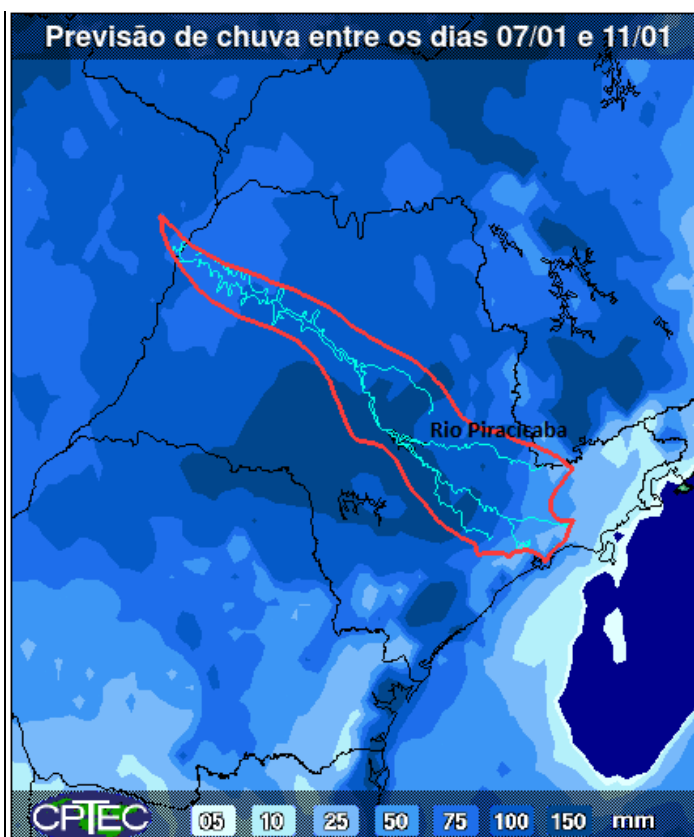 Previsão de chuva entre os dias 07/01 e 11/01
Rio Piracicaba
CPTEC 05 10 25 50 75 100 150 mm